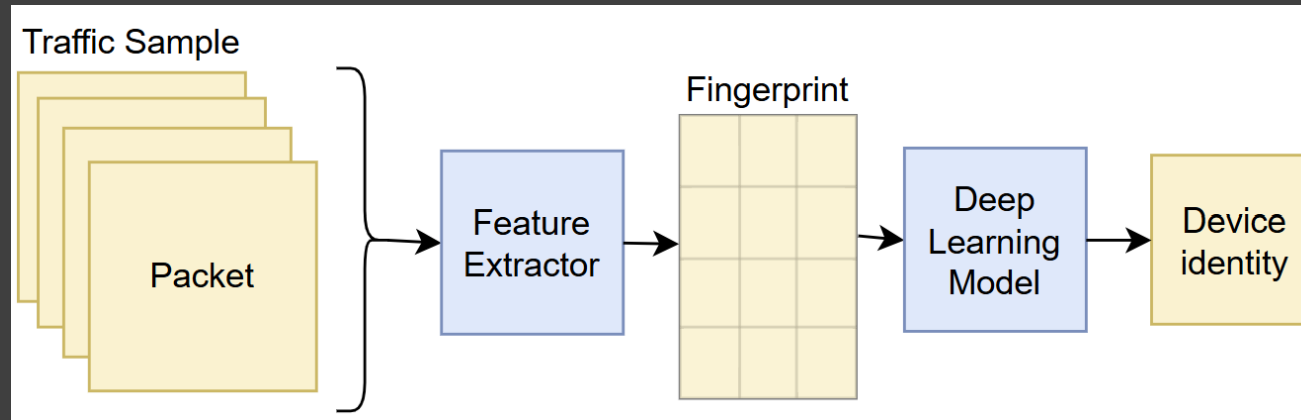 Traffic Sample
Packet
Feature
Extractor
Fingerprint
Deep
Learning
Model
Device
identity